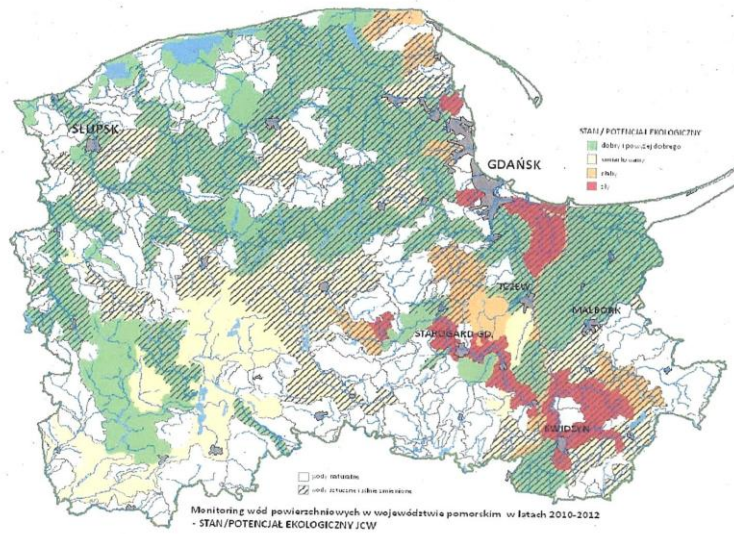 SŁUPSK
GDAŃSK
STAN/POTENCJAŁ EKOLOGICZNY
dobry i powyżej dobrego
umiarkowany
słaby
zły
TCZEW
MALBORK
STAROGARD GD.
KWIDZYN
wody naturalne
wody sztuczne i silnie zmienione
Monitoring wód powierzchniowych w województwie pomorskim w latach 2010-2012
- STAN/POTENCJAŁ EKOLOGICZNY JCW